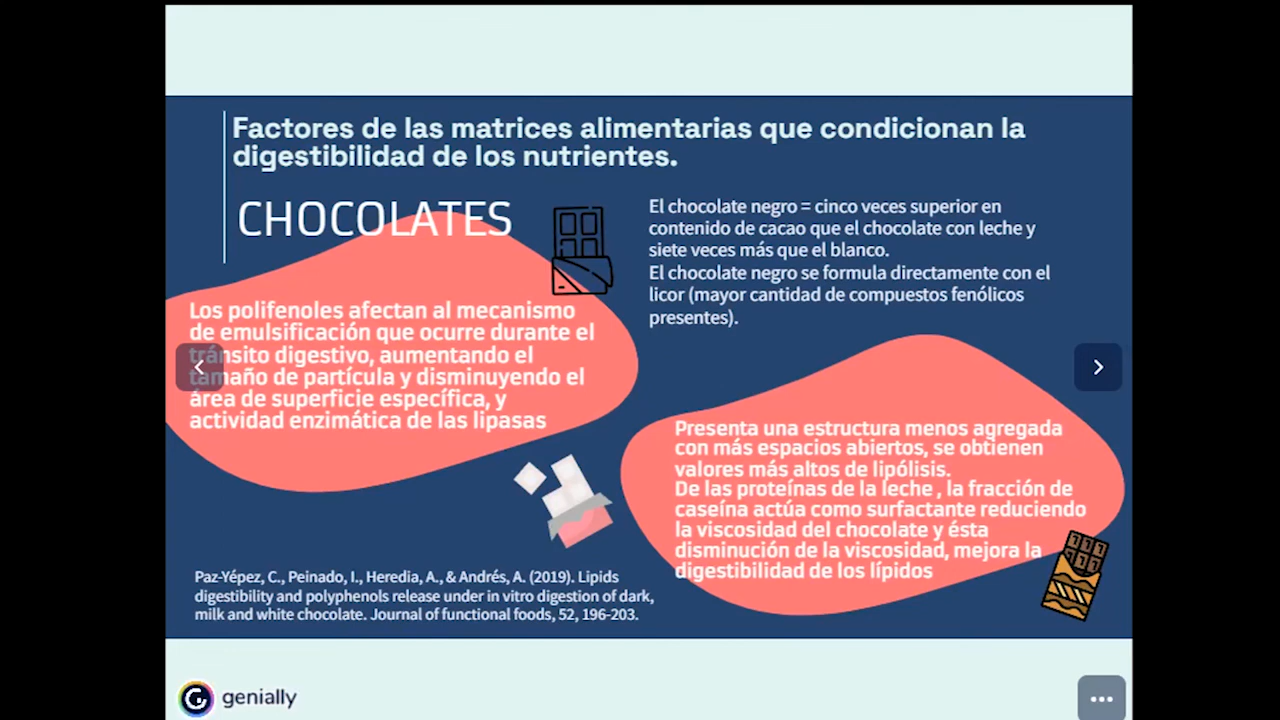 Factores de las matrices alimentarias que condicionan la
digestibilidad de los nutrientes.
CHOCOLATES
El chocolate negro = cinco veces superior en
contenido de cacao que el chocolate con leche y
siete veces más que el blanco.
El chocolate negro se formula directamente con el
licor (mayor cantidad de compuestos fenólicos
presentes).
Los polifenoles afectan al mecanismo
de emulsificación que ocurre durante el
tránsito digestivo, aumentando el
tamaño de partícula y disminuyendo el
área de superficie específica, y
actividad enzimática de las lipasas
Presenta una estructura menos agregada
con más espacios abiertos, se obtienen
valores más altos de lipólisis.
De las proteínas de la leche , la fracción de
caseína actúa como surfactante reduciendo
la viscosidad del chocolate y ésta
disminución de la viscosidad, mejora la
digestibilidad de los lípidos
Paz-Yépez, C., Peinado, I., Heredia, A., & Andrés, A. (2019). Lipids
digestibility and polyphenols release under in vitro digestion of dark,
milk and white chocolate. Journal of functional foods, 52, 196-203.
genially